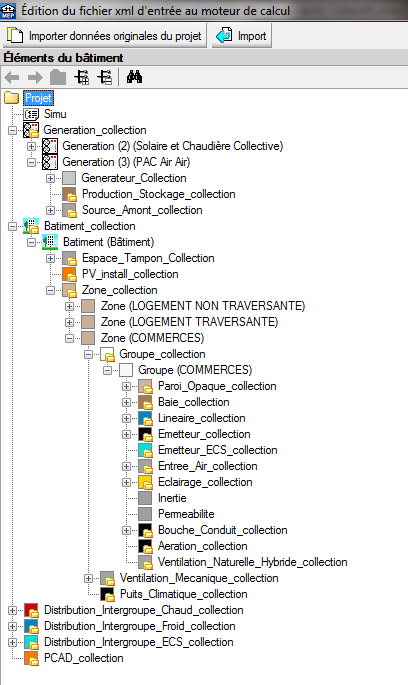 Édition du fichier xml d'entrée au moteur de calcul
MEP
Importer données originales du projet
Import
Éléments du bâtiment
Projet
Simu
Generation_collection
Generation (2) (Solaire et Chaudière Collective)
Generation (3) (PAC Air Air)
Generateur_Collection
Production_Stockage_collection
Source_Amont_collection
Batiment_collection
Batiment (Bâtiment)
Espace_Tampon_Collection
PV_install_collection
Zone_collection
Zone (LOGEMENT NON TRAVERSANTE)
Zone (LOGEMENT TRAVERSANTE)
Zone (COMMERCES)
Groupe_collection
Groupe (COMMERCES)
Paroi_Opaque_collection
Baie_collection
Lineaire_collection
Emetteur_collection
Emetteur_ECS_collection
Entree_Air_collection
Eclairage_collection
Inertie
Permeabilite
Bouche_Conduit_collection
Aeration_collection
Ventilation_Naturelle_Hybride_collection
Ventilation_Mecanique_collection
Puits_Climatique_collection
Distribution_Intergroupe_Chaud_collection
Distribution_Intergroupe_Froid_collection
Distribution_Intergroupe_ECS_collection
PCAD_collection